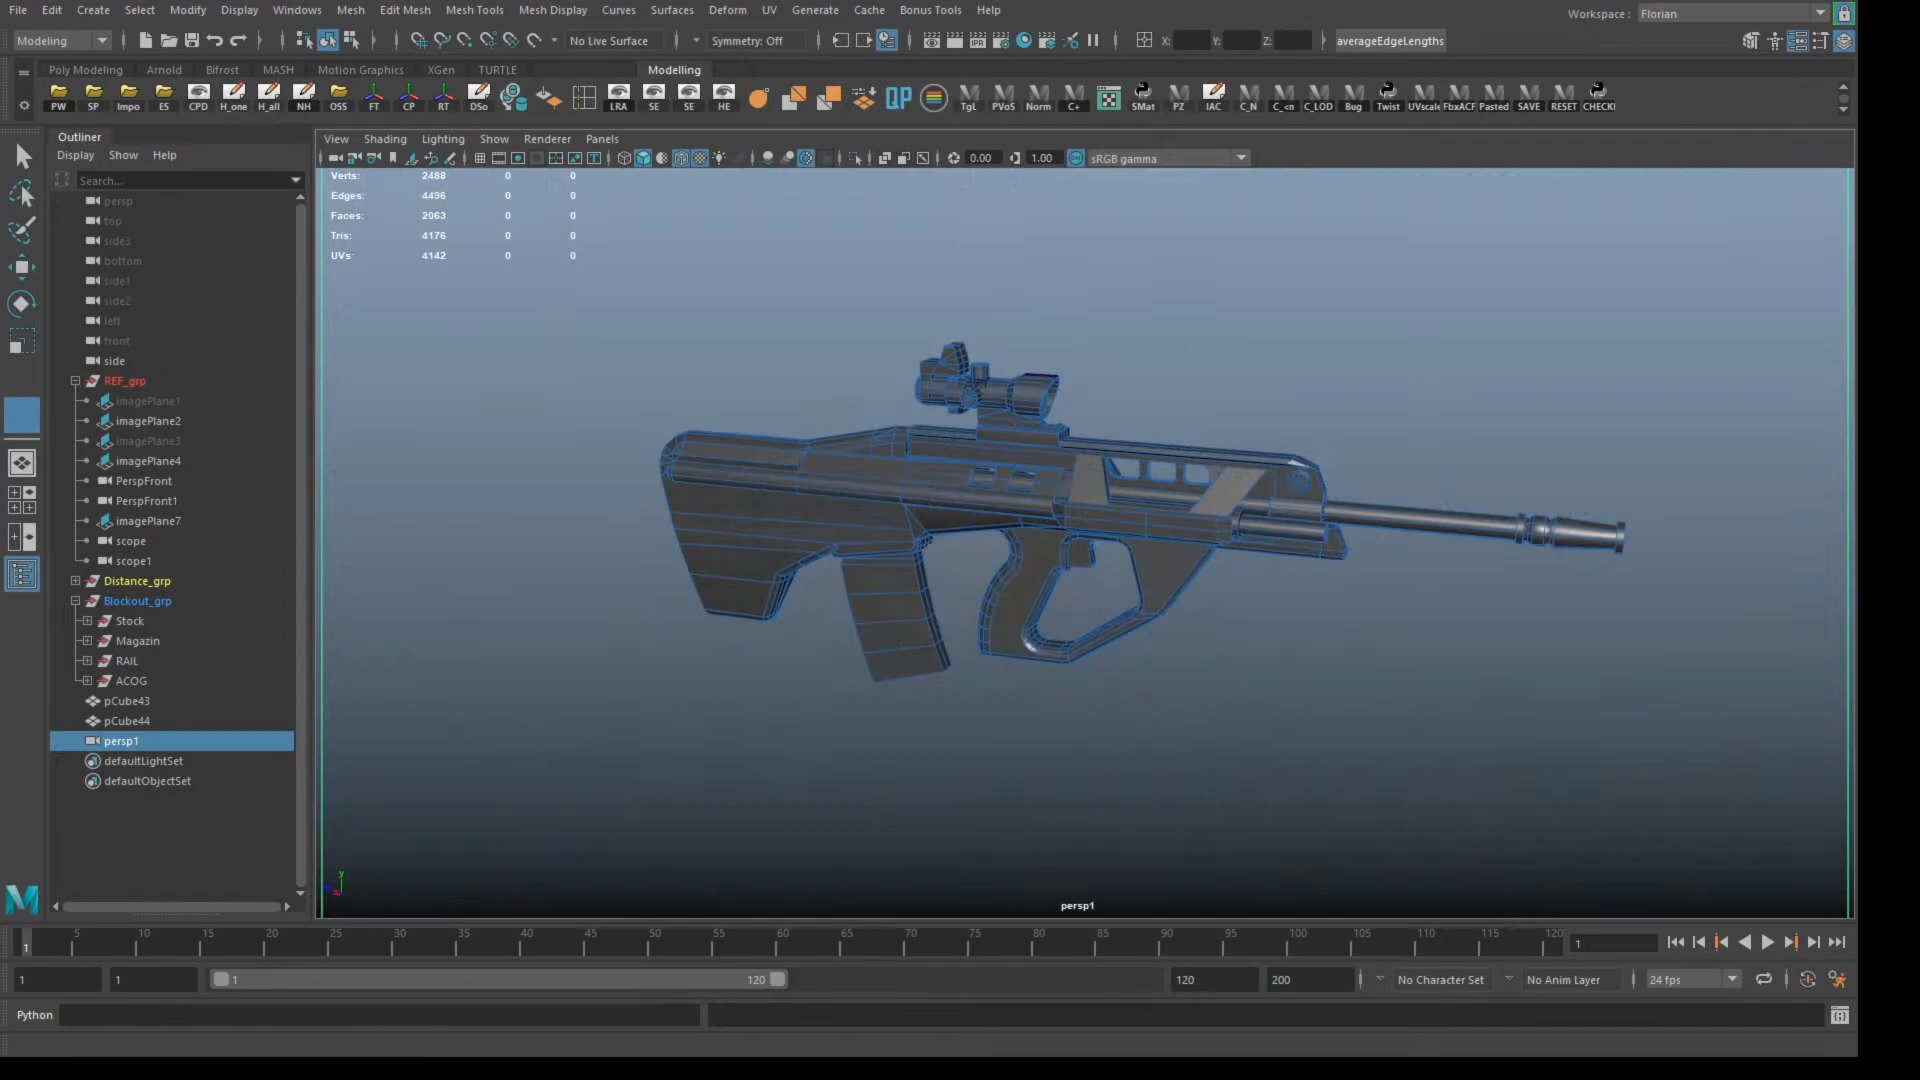 File Edit Create Select Modify Display Windows Mesh Edit Mesh Mesh Tools Mesh Display Curves Surfaces Deform UV Generate Cache Bonus Tools Help
Workspace : Florian
Modeling
No Live Surface
Symmetry: Off
X: Y: Z:
averageEdgeLengths
Poly Modeling Arnold Bifrost MASH Motion Graphics XGen TURTLE Modelling
QP
PW SP Impo ES CPD H_one H_all NH OSS FT CP RT DSo LRA SE SE HE TgL PVoS Norm C+ SMat PZ IAC C_N C_<n C_LOD Bug Twist UVscale FbxACF Pasted SAVE RESET CHECKI
Outliner
Display Show Help
Search...
persp
top
side3
bottom
side1
side2
left
front
side
REF_grp
imagePlane1
imagePlane2
imagePlane3
imagePlane4
PerspFront
PerspFront1
imagePlane7
scope
scope1
Distance_grp
Blockout_grp
Stock
Magazin
RAIL
ACOG
pCube43
pCube44
persp1
defaultLightSet
defaultObjectSet
View Shading Lighting Show Renderer Panels
0.00 1.00 sRGB gamma
Verts: 2488 0 0
Edges: 4496 0 0
Faces: 2063 0 0
Tris: 4176 0 0
UVs: 4142 0 0
y
persp1
1 5 10 15 20 25 30 35 40 45 50 55 60 65 70 75 80 85 90 95 100 105 110 115 120
1
1 1 1 120 120 200 No Character Set No Anim Layer 24 fps
Python